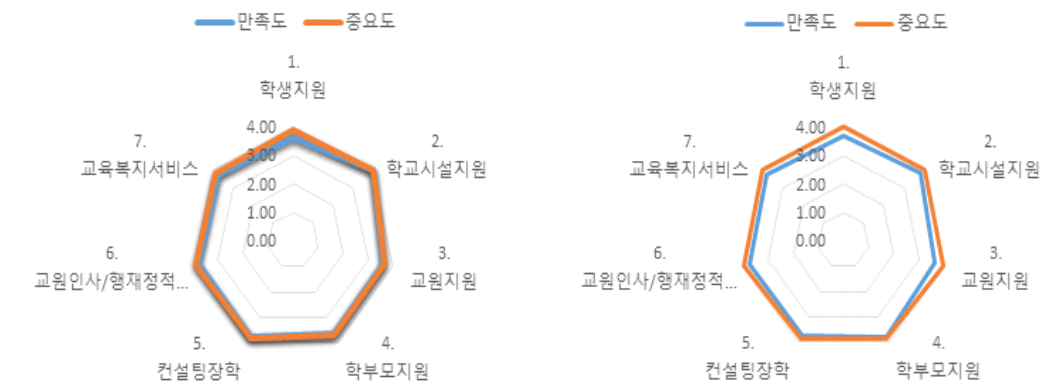 만족도 중요도
1.
학생지원
2.
학교시설지원
3.
교원지원
4.
학부모지원
5.
컨설팅장학
6.
교원인사/행재정적...
7.
교육복지서비스
4.00
3.00
2.00
1.00
0.00
만족도 중요도
1.
학생지원
2.
학교시설지원
3.
교원지원
4.
학부모지원
5.
컨설팅장학
6.
교원인사/행재정적...
7.
교육복지서비스
4.00
3.00
2.00
1.00
0.00